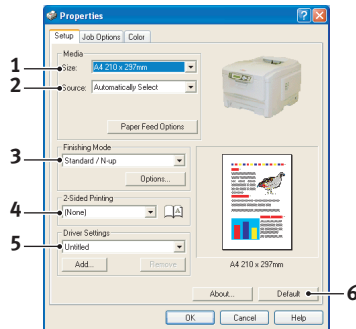 Properties
Setup Job Options Color
Media
1 Size: A4 210 x 297mm
2 Source: Automatically Select
Paper Feed Options
Finishing Mode
3 Standard / N-up
Options...
2-Sided Printing
4 (None)
Driver Settings
5 Untitled
Add... Remove
A4 210 x 297mm
About... Default 6
OK Cancel Help